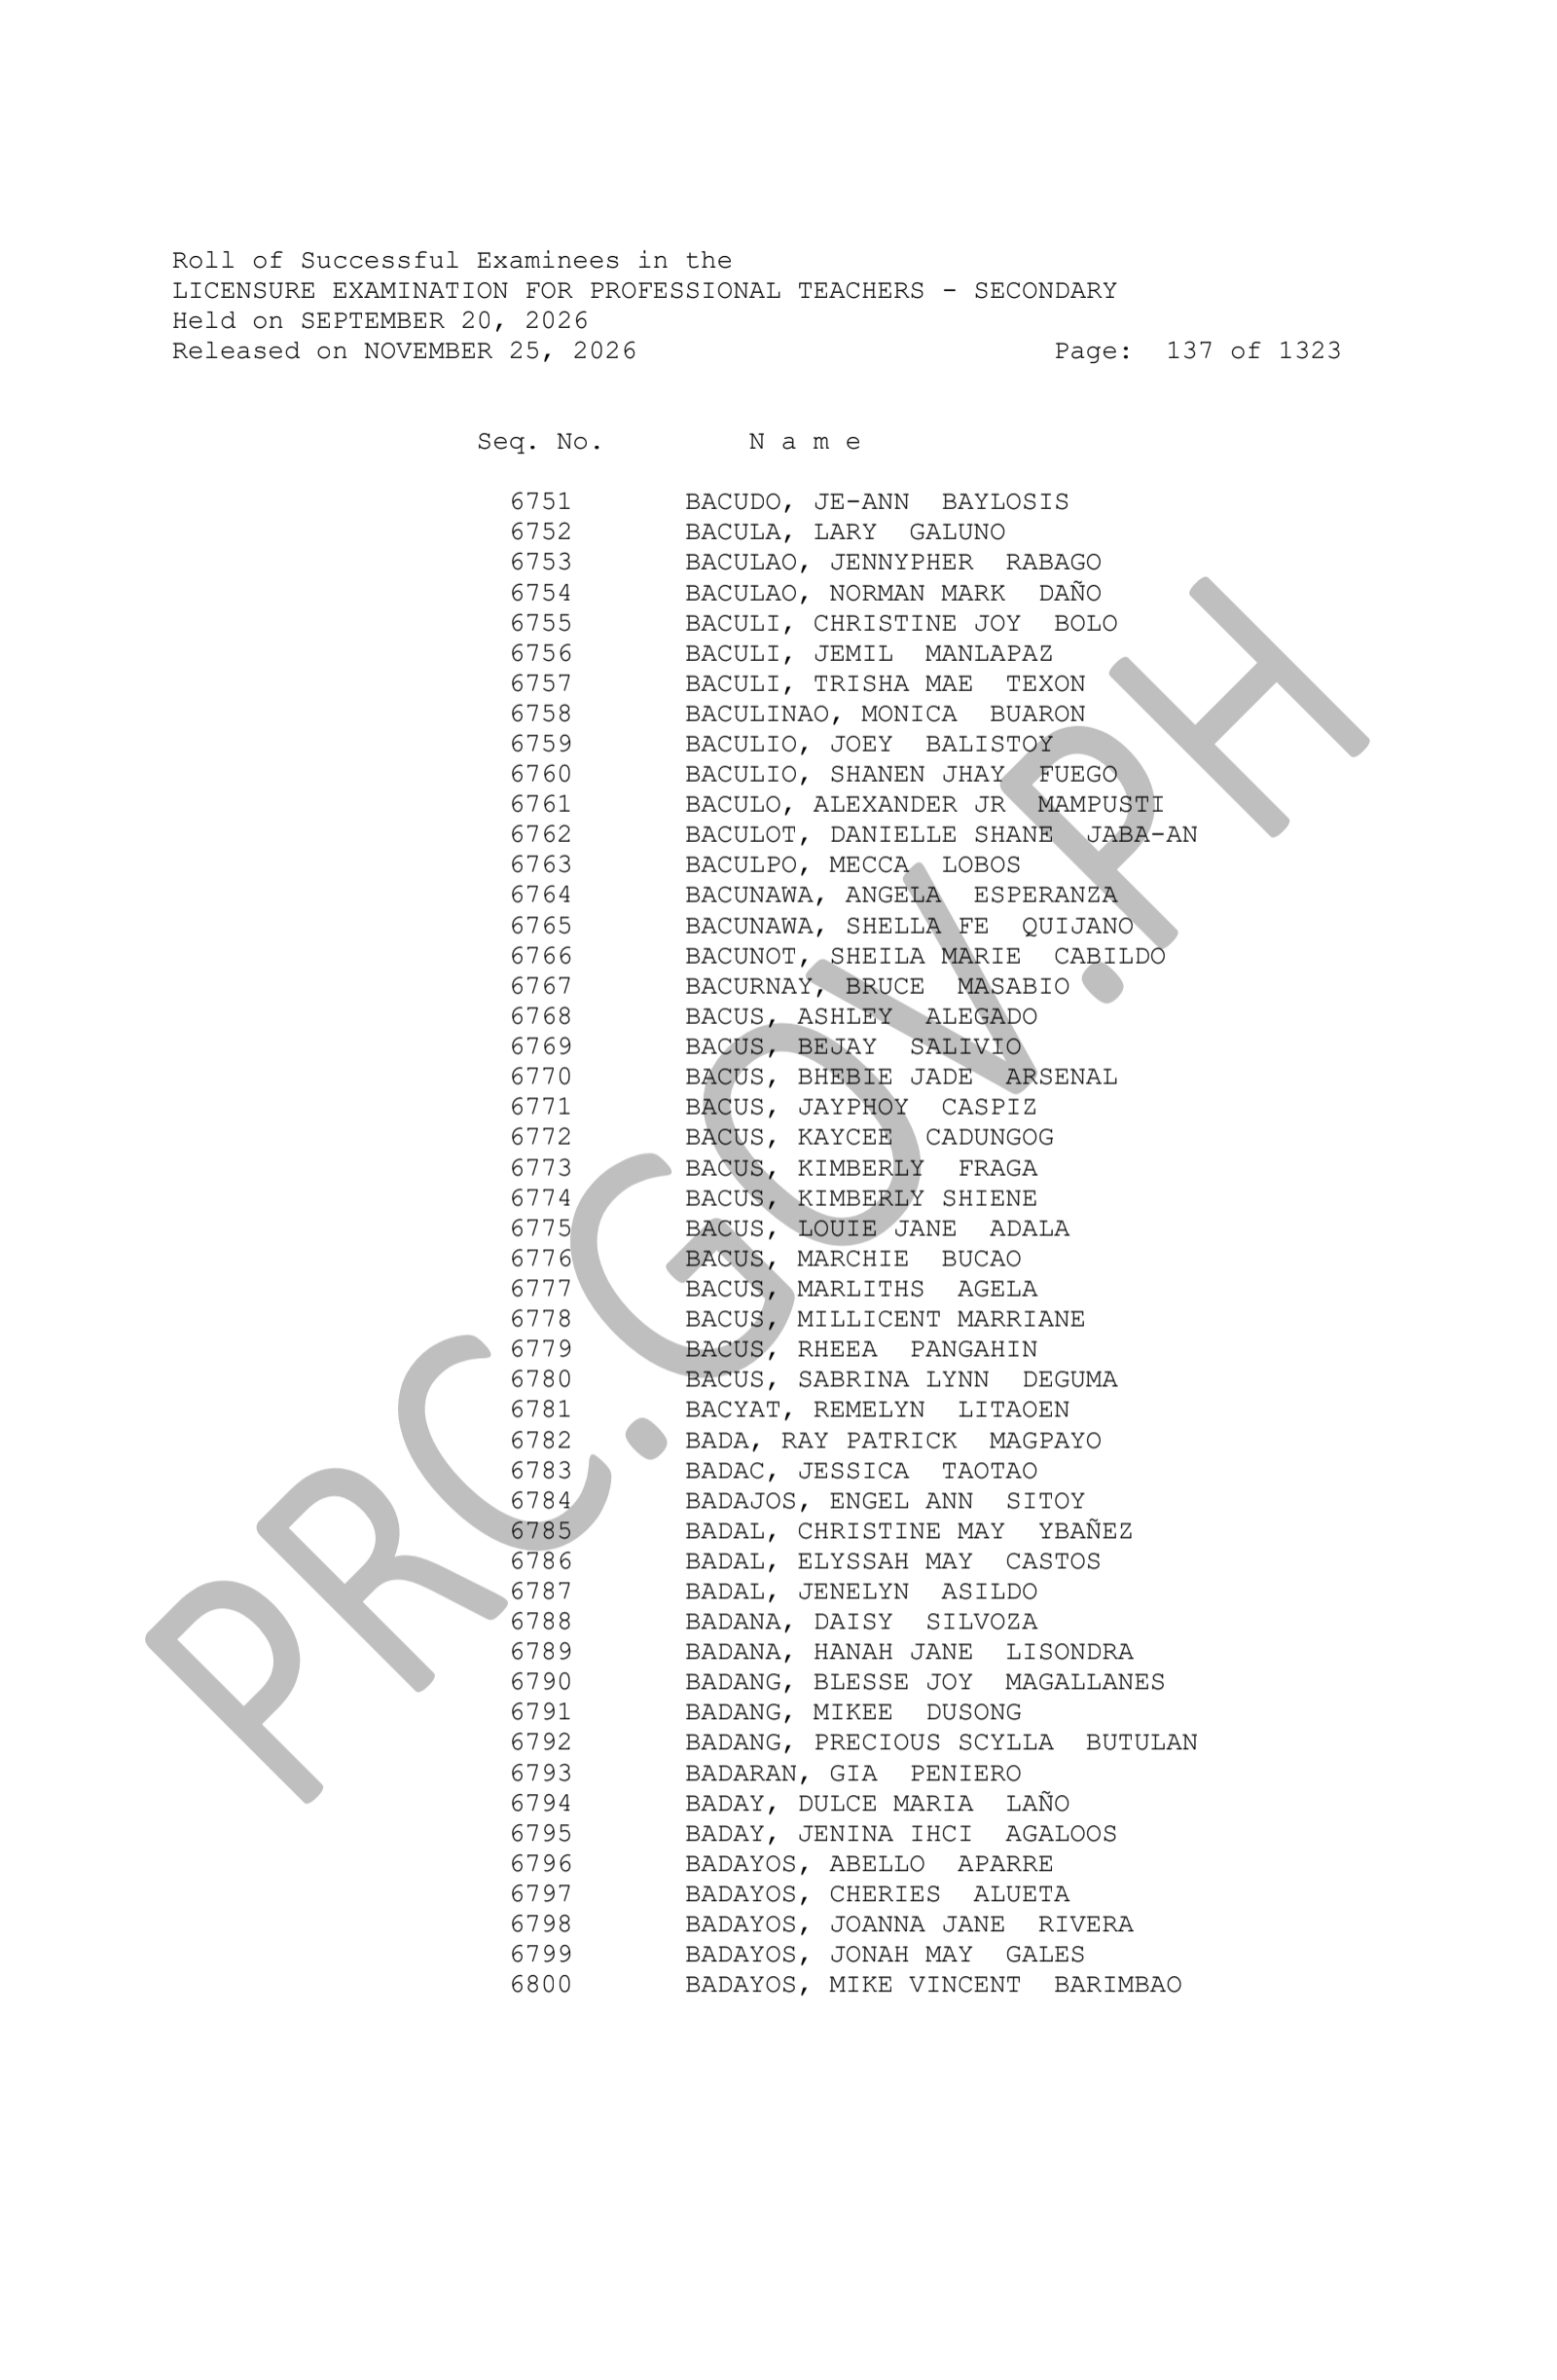 Roll of Successful Examinees in the
LICENSURE EXAMINATION FOR PROFESSIONAL TEACHERS - SECONDARY
Held on SEPTEMBER 20, 2026
Released on NOVEMBER 25, 2026 Page: 137 of 1323
Seq. No. N a m e
6751 BACUDO, JE-ANN BAYLOSIS
6752 BACULA, LARY GALUNO
6753 BACULAO, JENNYPHER RABAGO
6754 BACULAO, NORMAN MARK DAÑO
6755 BACULI, CHRISTINE JOY BOLO
6756 BACULI, JEMIL MANLAPAZ
6757 BACULI, TRISHA MAE TEXON
6758 BACULINAO, MONICA BUARON
6759 BACULIO, JOEY BALISTOY
6760 BACULIO, SHANEN JHAY FUEGO
6761 BACULO, ALEXANDER JR MAMPUSTI
6762 BACULOT, DANIELLE SHANE JABA-AN
6763 BACULPO, MECCA LOBOS
6764 BACUNAWA, ANGELA ESPERANZA
6765 BACUNAWA, SHELLA FE QUIJANO
6766 BACUNOT, SHEILA MARIE CABILDO
6767 BACURNAY, BRUCE MASABIO
6768 BACUS, ASHLEY ALEGADO
6769 BACUS, BEJAY SALIVIO
6770 BACUS, BHEBIE JADE ARSENAL
6771 BACUS, JAYPHOY CASPIZ
6772 BACUS, KAYCEE CADUNGOG
6773 BACUS, KIMBERLY FRAGA
6774 BACUS, KIMBERLY SHIENE
6775 BACUS, LOUIE JANE ADALA
6776 BACUS, MARCHIE BUCAO
6777 BACUS, MARLITHS AGELA
6778 BACUS, MILLICENT MARRIANE
6779 BACUS, RHEEA PANGAHIN
6780 BACUS, SABRINA LYNN DEGUMA
6781 BACYAT, REMELYN LITAOEN
6782 BADA, RAY PATRICK MAGPAYO
6783 BADAC, JESSICA TAOTAO
6784 BADAJOS, ENGEL ANN SITOY
6785 BADAL, CHRISTINE MAY YBAÑEZ
6786 BADAL, ELYSSAH MAY CASTOS
6787 BADAL, JENELYN ASILDO
6788 BADANA, DAISY SILVOZA
6789 BADANA, HANAH JANE LISONDRA
6790 BADANG, BLESSE JOY MAGALLANES
6791 BADANG, MIKEE DUSONG
6792 BADANG, PRECIOUS SCYLLA BUTULAN
6793 BADARAN, GIA PENIERO
6794 BADAY, DULCE MARIA LAÑO
6795 BADAY, JENINA IHCI AGALOOS
6796 BADAYOS, ABELLO APARRE
6797 BADAYOS, CHERIES ALUETA
6798 BADAYOS, JOANNA JANE RIVERA
6799 BADAYOS, JONAH MAY GALES
6800 BADAYOS, MIKE VINCENT BARIMBAO
PRC.GOV.PH